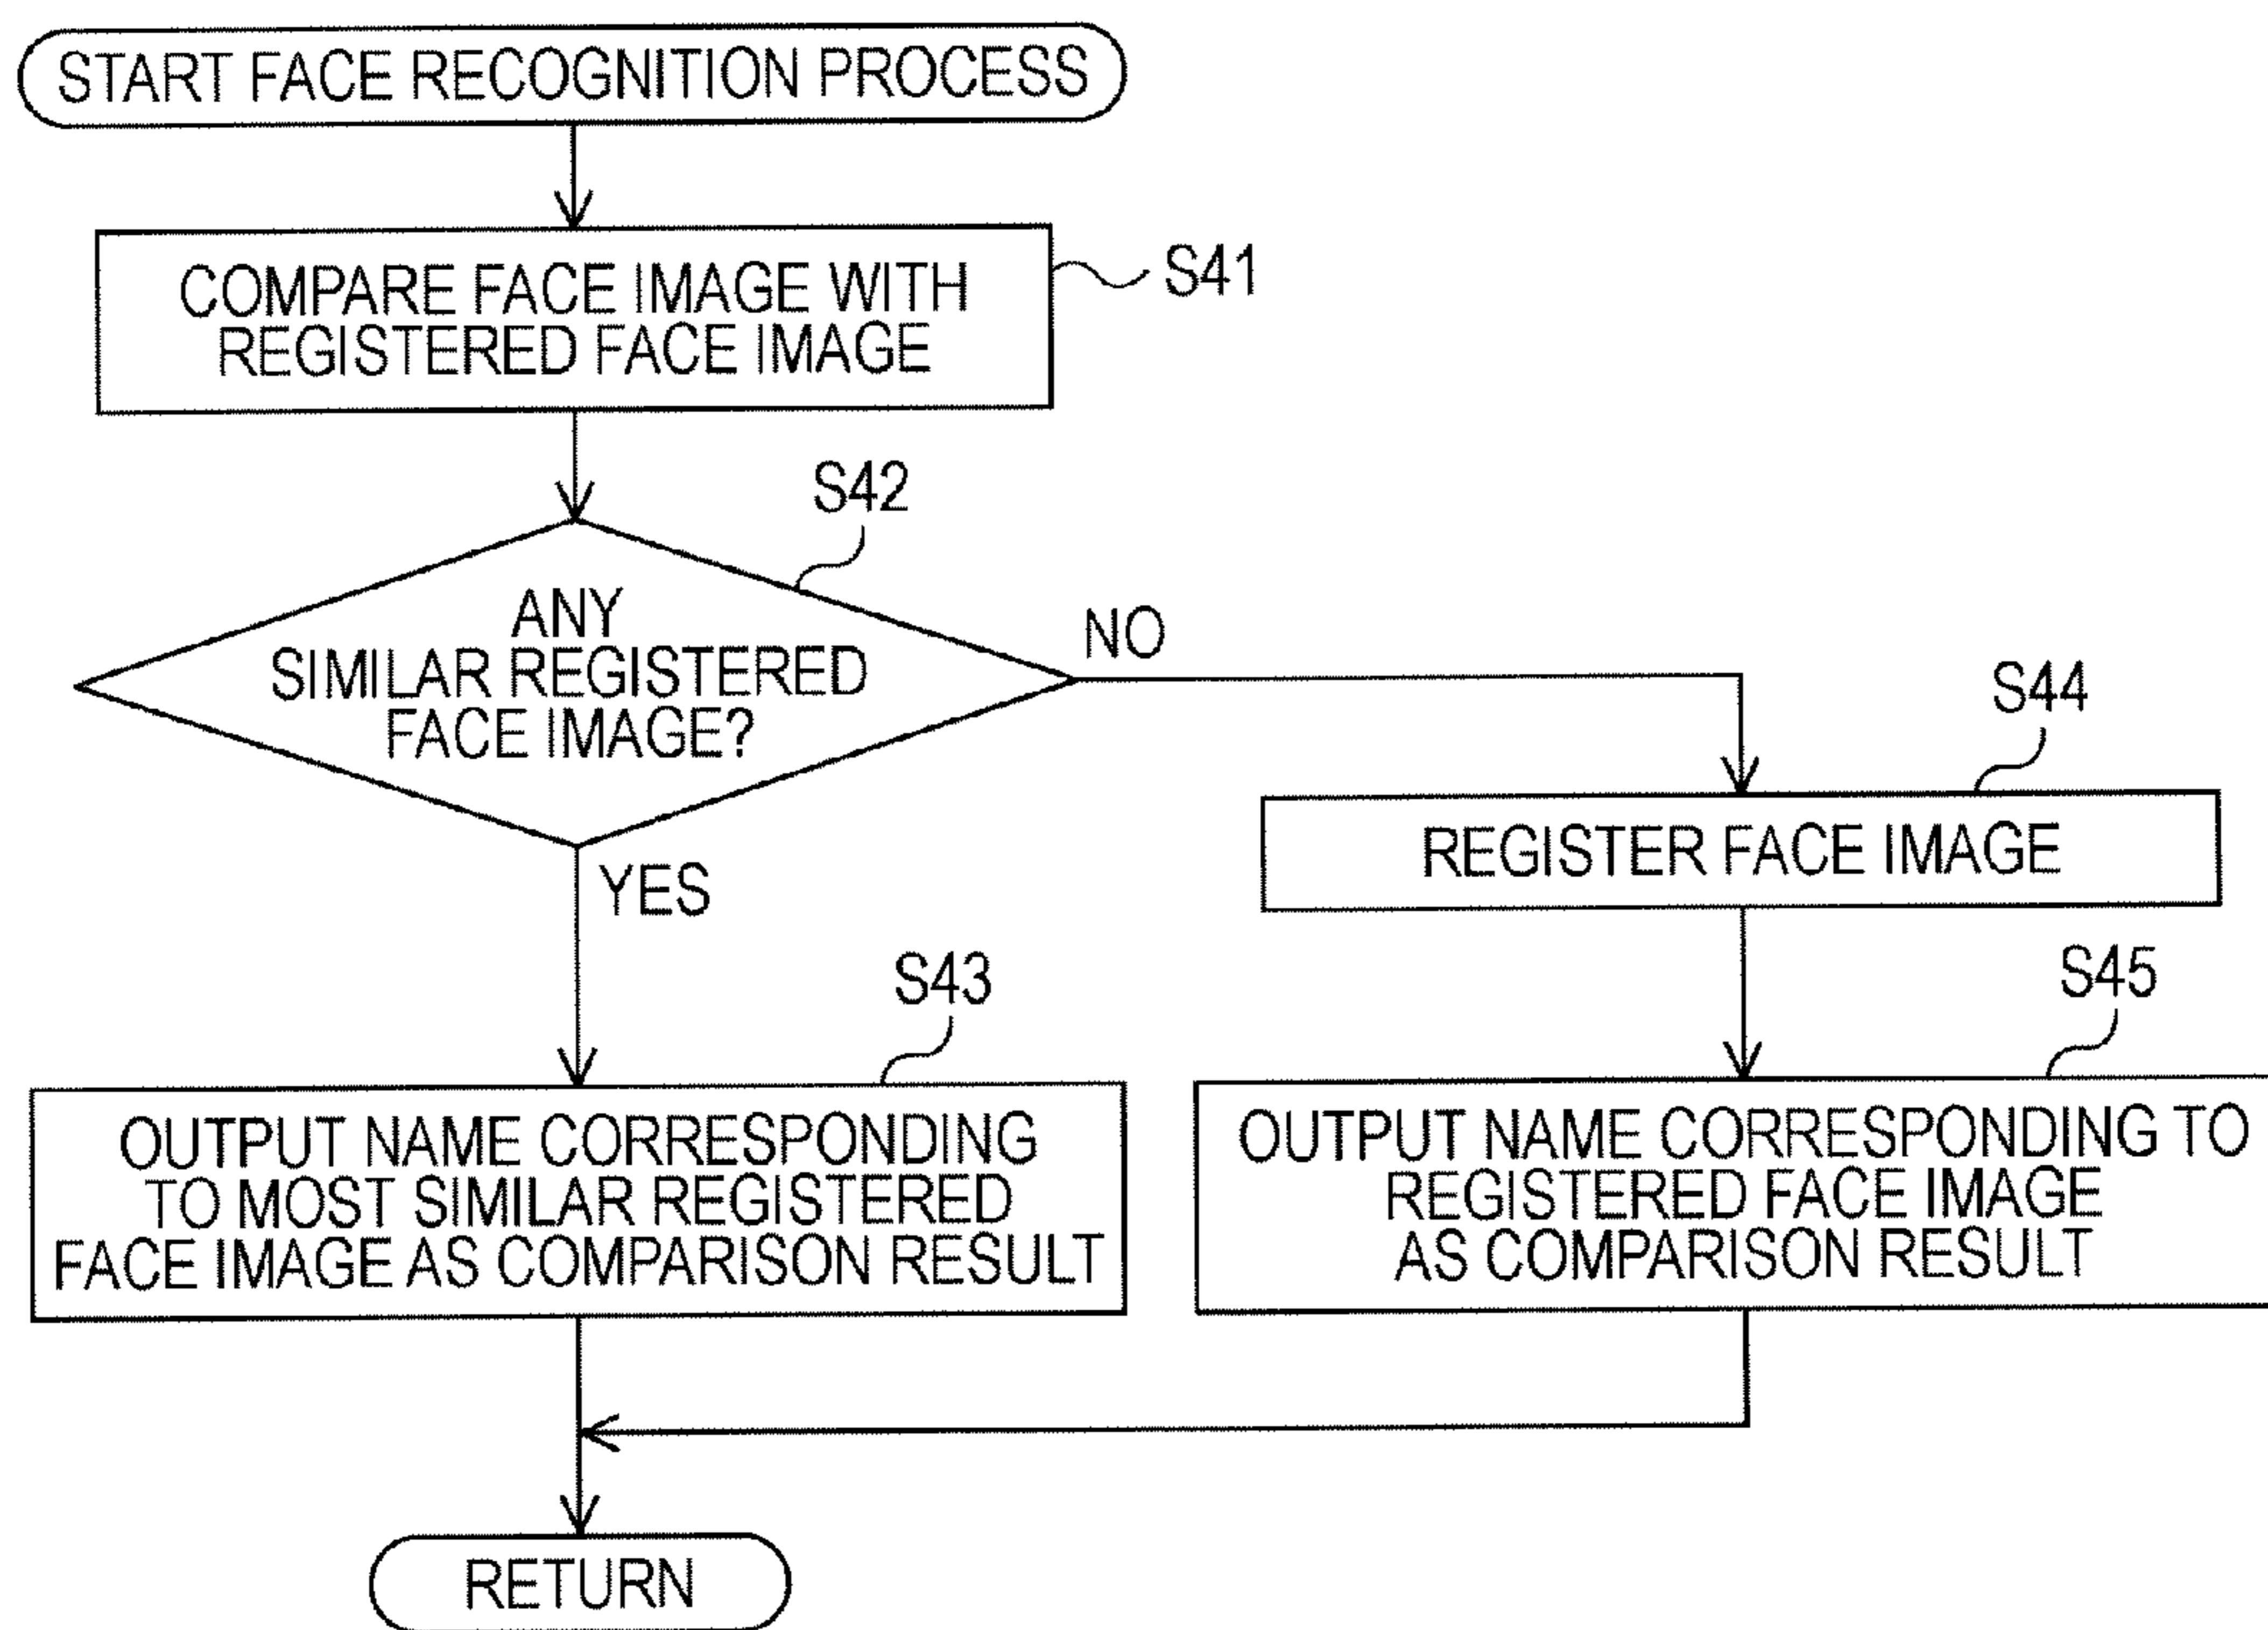 START FACE RECOGNITION PROCESS
COMPARE FACE IMAGE WITH
REGISTERED FACE IMAGE
S41
S42
ANY
SIMILAR REGISTERED
FACE IMAGE?
NO
YES
S44
REGISTER FACE IMAGE
S43
OUTPUT NAME CORRESPONDING
TO MOST SIMILAR REGISTERED
FACE IMAGE AS COMPARISON RESULT
S45
OUTPUT NAME CORRESPONDING TO
REGISTERED FACE IMAGE
AS COMPARISON RESULT
RETURN